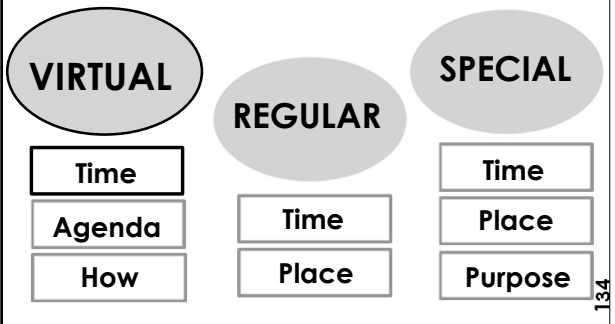 VIRTUAL
Time
Agenda
How
REGULAR
Time
Place
SPECIAL
Time
Place
Purpose
134